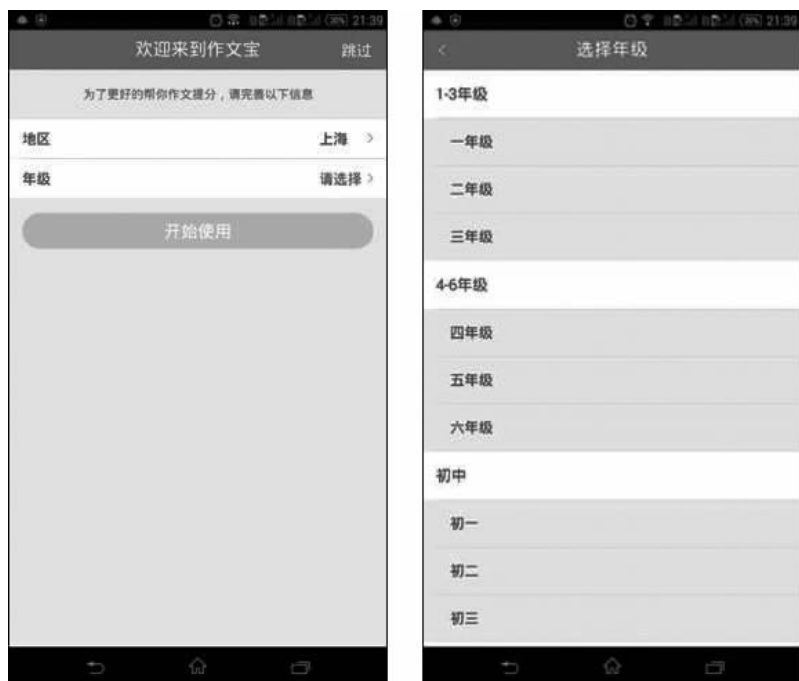 21:39
欢迎来到作文宝 跳过
为了更好的帮你作文提分，请完善以下信息
地区 上海 >
年级 请选择 >
开始使用
21:39
< 选择年级
1-3年级
一年级
二年级
三年级
4-6年级
四年级
五年级
六年级
初中
初一
初二
初三